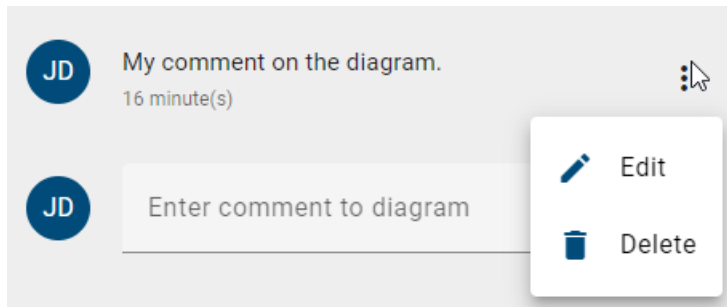 JD
My comment on the diagram.
16 minute(s)
Edit
JD
Enter comment to diagram
Delete